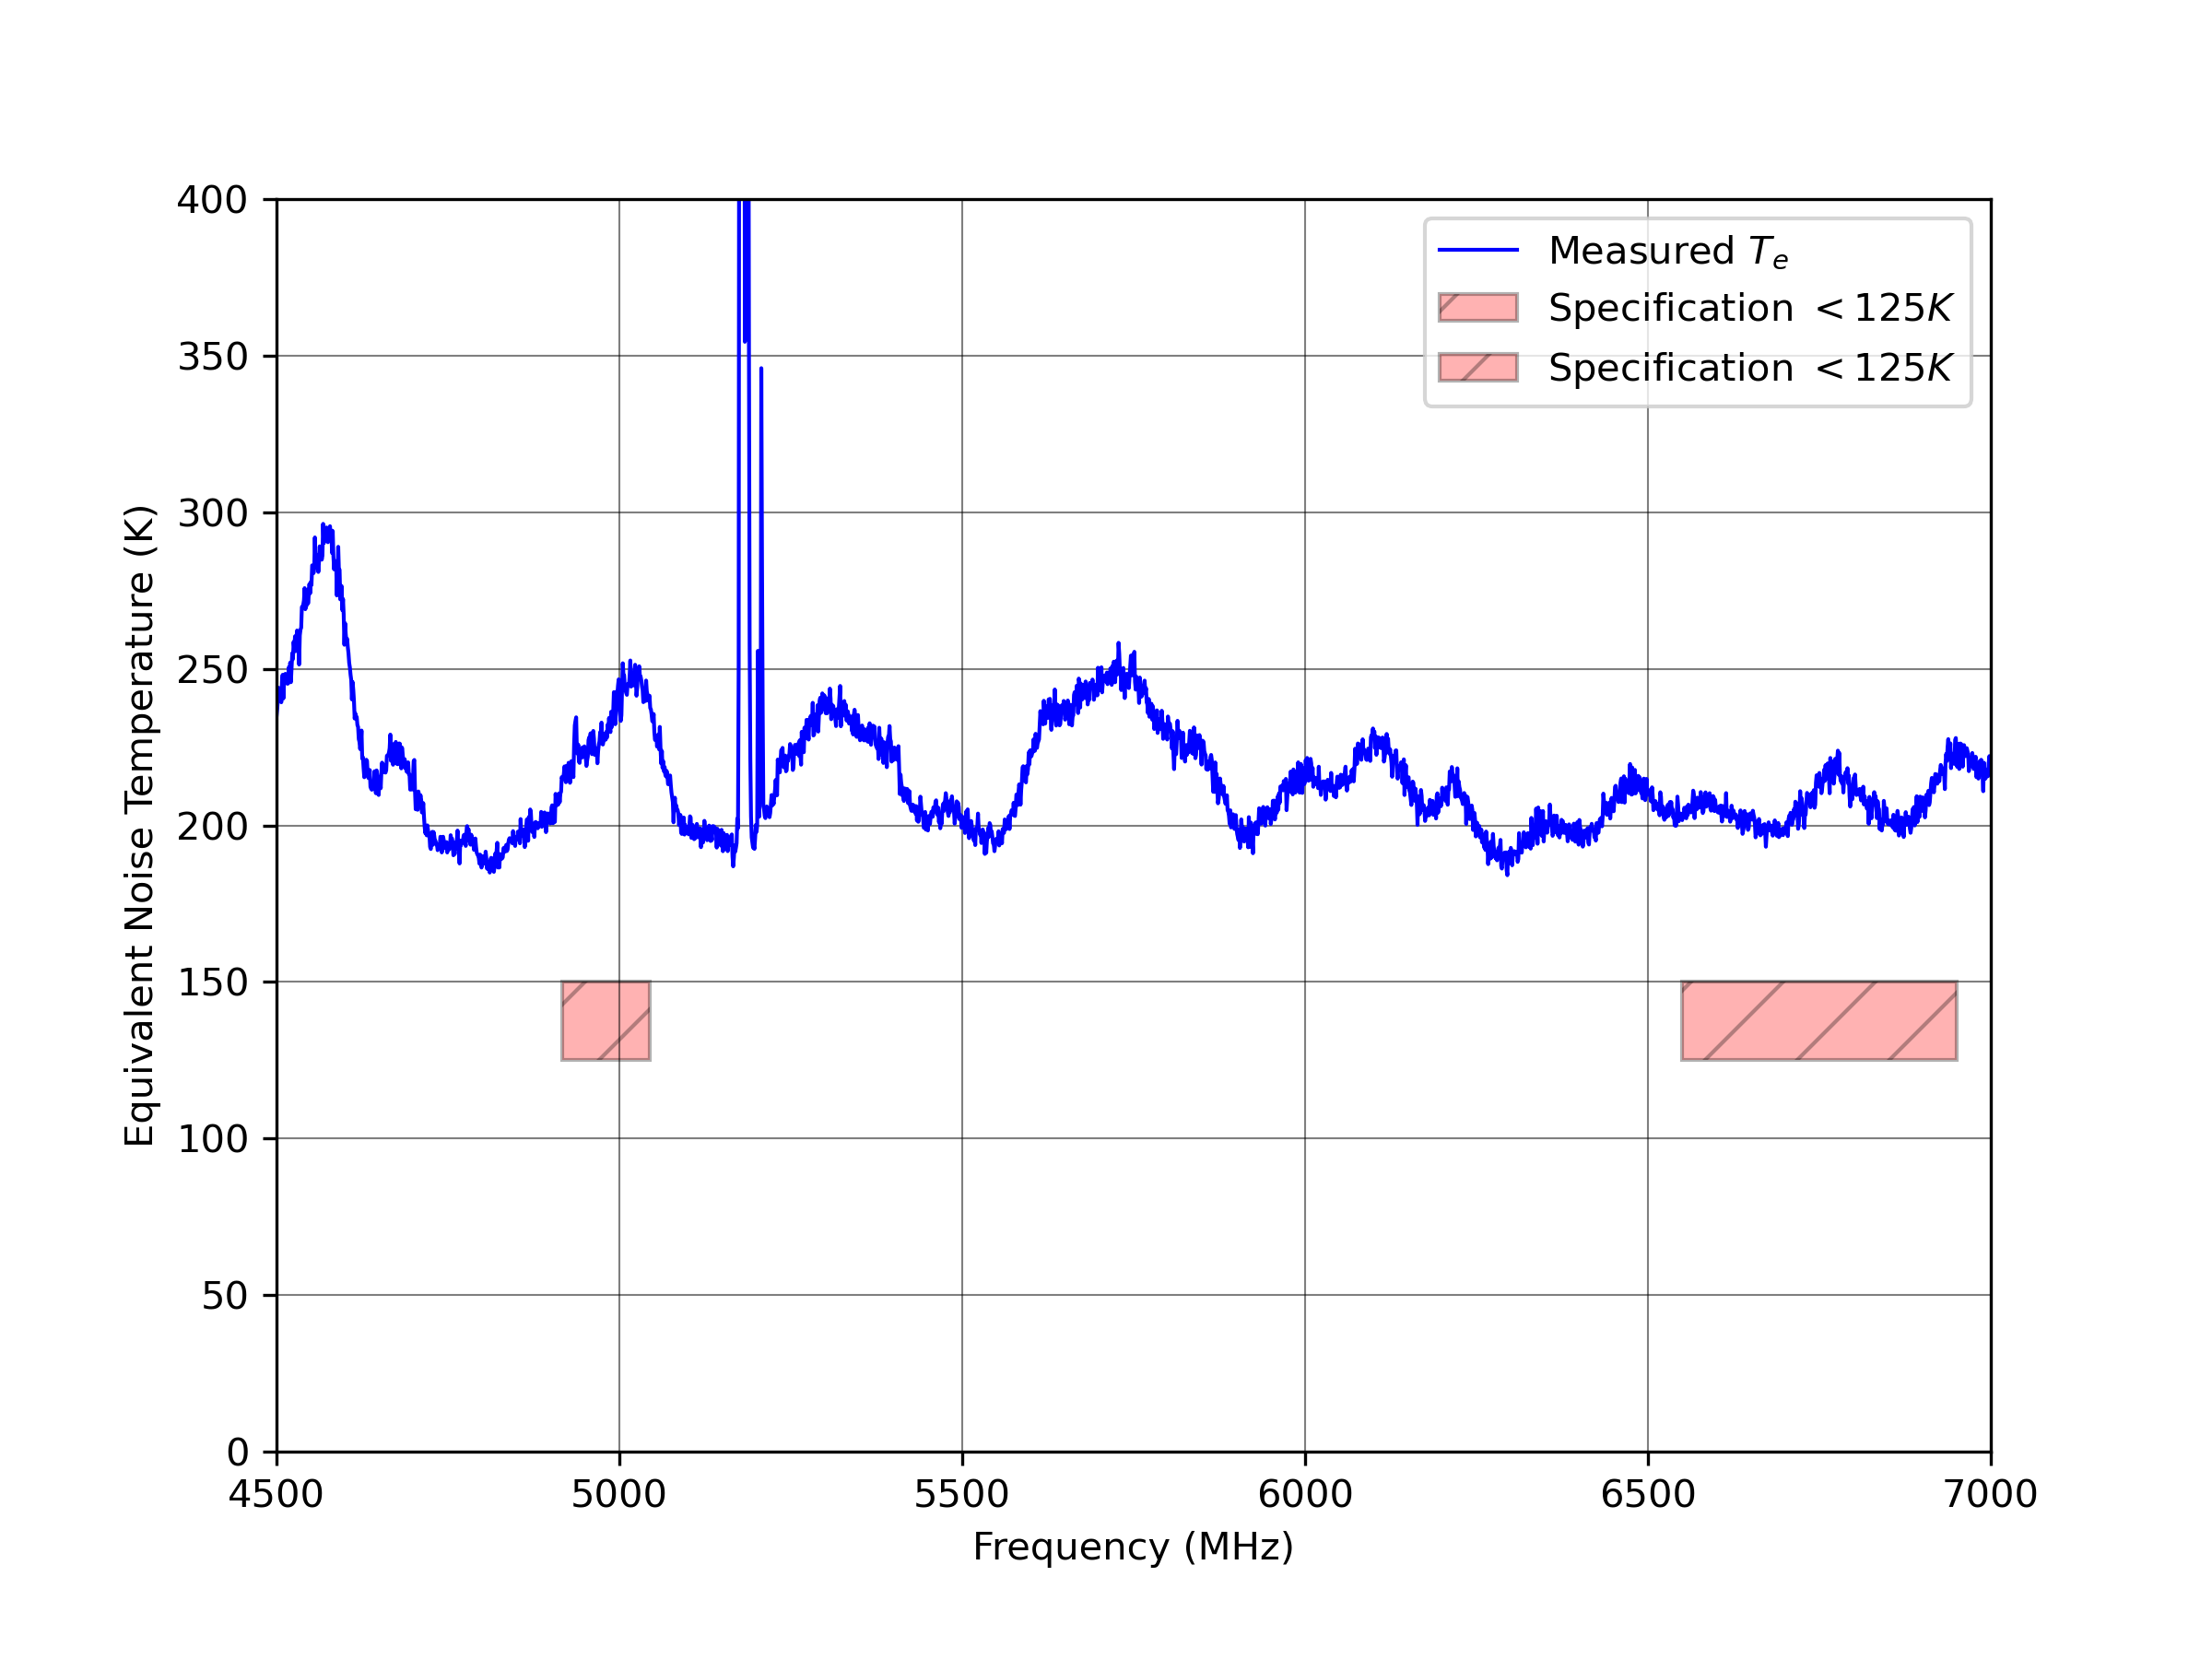 400
350
300
250
200
150
100
50
0
Equivalent Noise Temperature (K)
Measured $T_e$
Specification < 125K
Specification < 125K
4500 5000 5500 6000 6500 7000
Frequency (MHz)